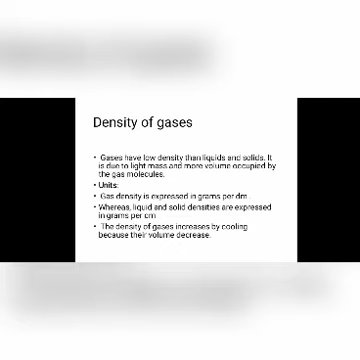 Density of gases
• Gases have low density than liquids and solids. It
is due to light mass and more volume occupied by
the gas molecules.
• Units:
• Gas density is expressed in grams per dm .
• Whereas, liquid and solid densities are expressed
in grams per cm
• The density of gases increases by cooling
because their volume decrease.